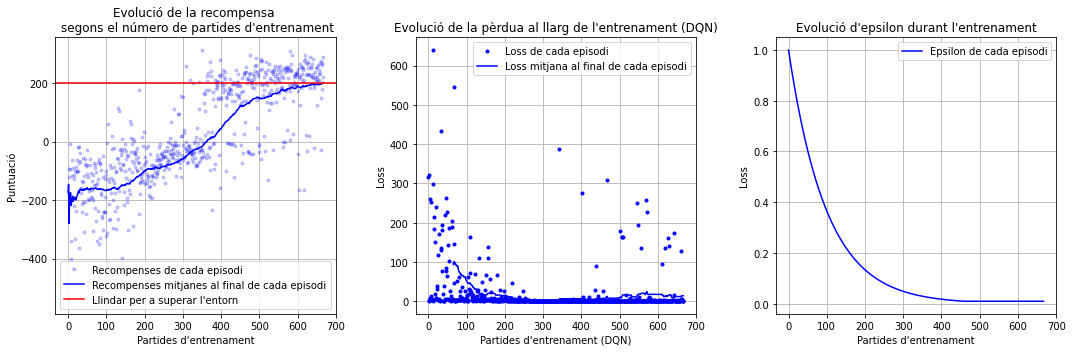 Evolució de la recompensa
segons el número de partides d'entrenament
Puntuació
200
0
−200
−400
Recompenses de cada episodi
Recompenses mitjanes al final de cada episodi
Llindar per a superar l'entorn
0 100 200 300 400 500 600 700
Partides d'entrenament
Evolució de la pèrdua al llarg de l'entrenament (DQN)
Loss de cada episodi
Loss mitjana al final de cada episodi
Loss
600
500
400
300
200
100
0
0 100 200 300 400 500 600 700
Partides d'entrenament (DQN)
Evolució d'epsilon durant l'entrenament
Epsilon de cada episodi
Loss
1.0
0.8
0.6
0.4
0.2
0.0
0 100 200 300 400 500 600 700
Partides d'entrenament